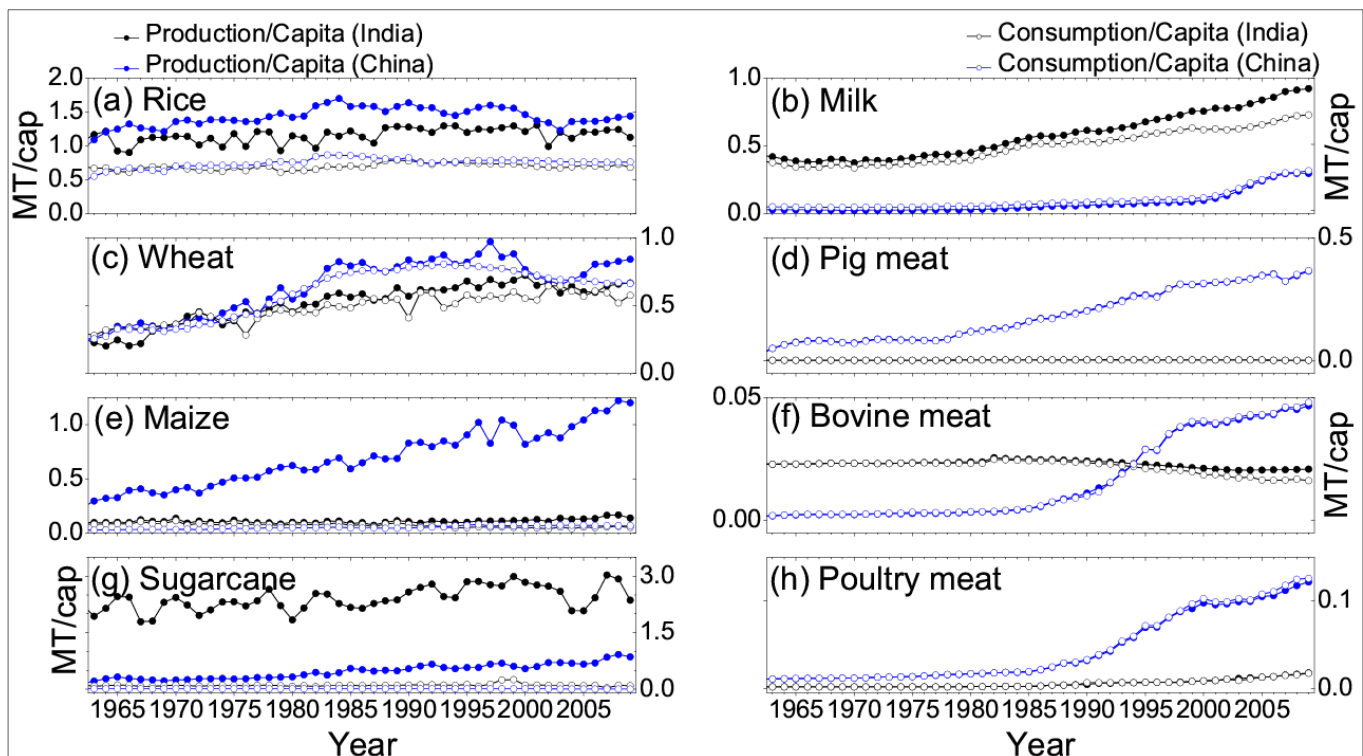 Production/Capita (India)
Production/Capita (China)
Consumption/Capita (India)
Consumption/Capita (China)
(a) Rice
2.0
1.5
1.0
0.5
0.0
MT/cap
(b) Milk
1.0
0.5
0.0
MT/cap
(c) Wheat
1.0
0.5
0.0
(d) Pig meat
0.5
0.0
(e) Maize
1.0
0.5
0.0
(f) Bovine meat
0.05
0.00
MT/cap
(g) Sugarcane
3.0
1.5
0.0
MT/cap
(h) Poultry meat
0.1
0.0
1965 1970 1975 1980 1985 1990 1995 2000 2005
Year
1965 1970 1975 1980 1985 1990 1995 2000 2005
Year